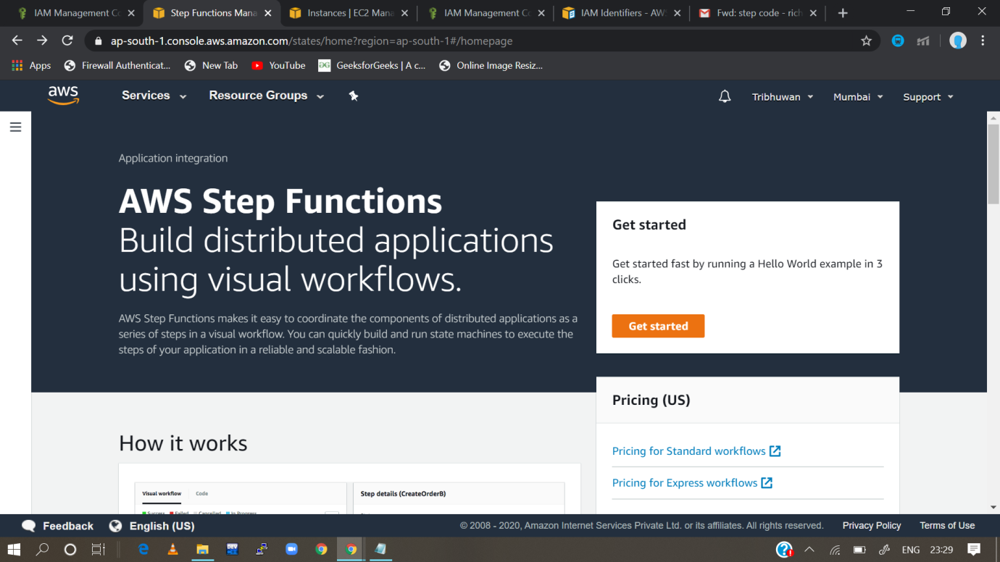 IAM Management Co
Step Functions Mana
Instances | EC2 Mana
IAM Management Co
IAM Identifiers - AW
Fwd: step code - rich
ap-south-1.console.aws.amazon.com/states/home?region=ap-south-1#/homepage
Apps
Firewall Authenticat...
New Tab
YouTube
GeeksforGeeks | A c...
Online Image Resiz...
aws
Services
Resource Groups
Tribhuwan
Mumbai
Support
Application integration
AWS Step Functions
Build distributed applications
using visual workflows.
AWS Step Functions makes it easy to coordinate the components of distributed applications as a
series of steps in a visual workflow. You can quickly build and run state machines to execute the
steps of your application in a reliable and scalable fashion.
Get started
Get started fast by running a Hello World example in 3
clicks.
Get started
Pricing (US)
Pricing for Standard workflows
Pricing for Express workflows
How it works
Visual workflow
Code
Step details (CreateOrderB)
Success Failed Cancelled In Progress
Feedback
English (US)
© 2008 - 2020, Amazon Internet Services Private Ltd. or its affiliates. All rights reserved.
Privacy Policy
Terms of Use
DEV
ENG
23:29